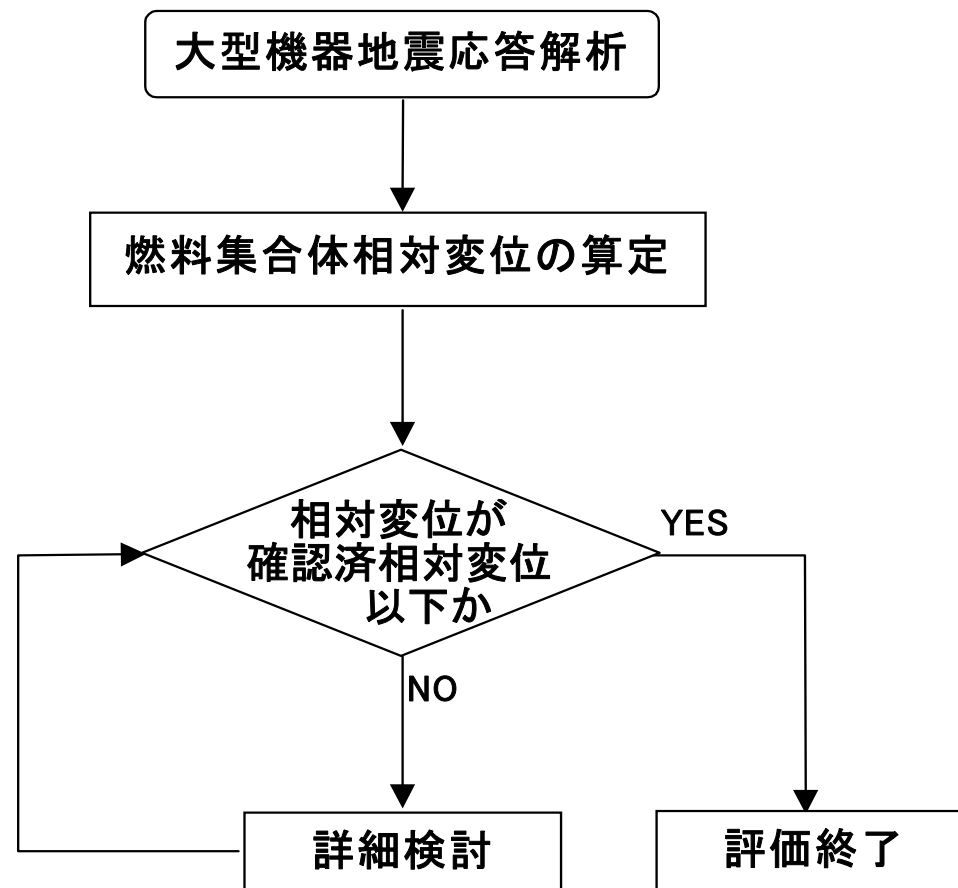 大型機器地震応答解析
燃料集合体相対変位の算定
相対変位が
確認済相対変位
以下か
YES
NO
詳細検討
評価終了